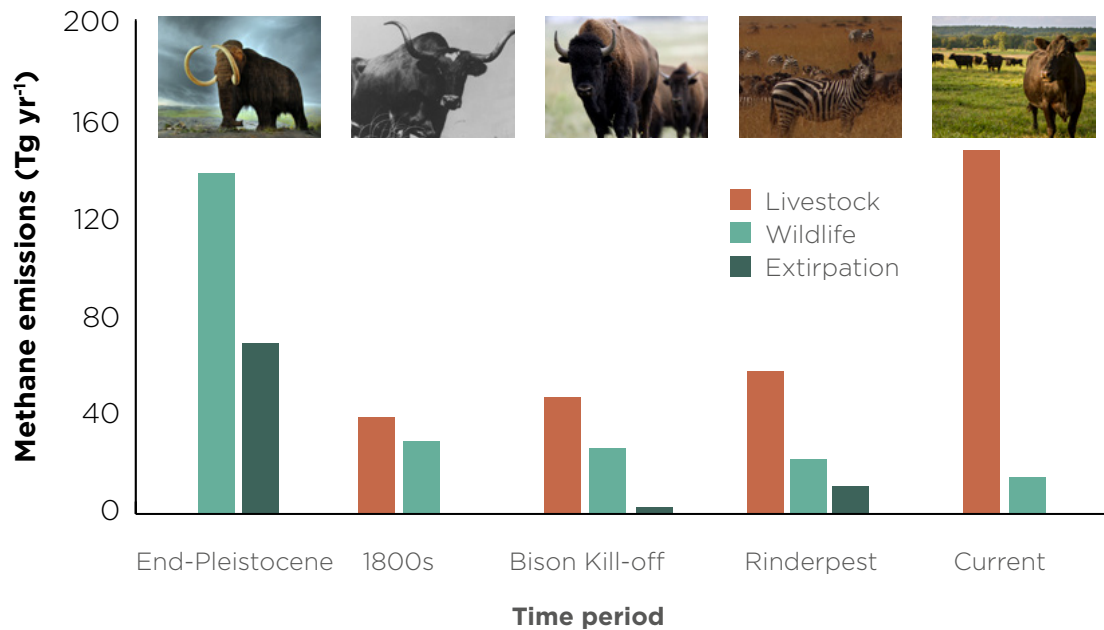 Methane emissions (Tg yr⁻¹)
200
160
120
80
40
0
Livestock
Wildlife
Extirpation
End-Pleistocene
1800s
Bison Kill-off
Rinderpest
Current
Time period